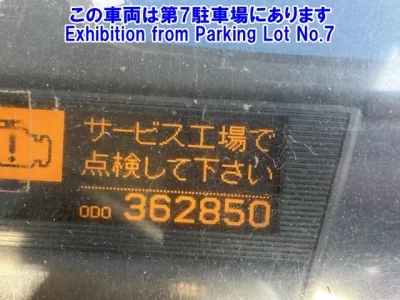 この車両は第7駐車場にあります
Exhibition from Parking Lot No.7
サービス工場で
点検して下さい
ODO 362850